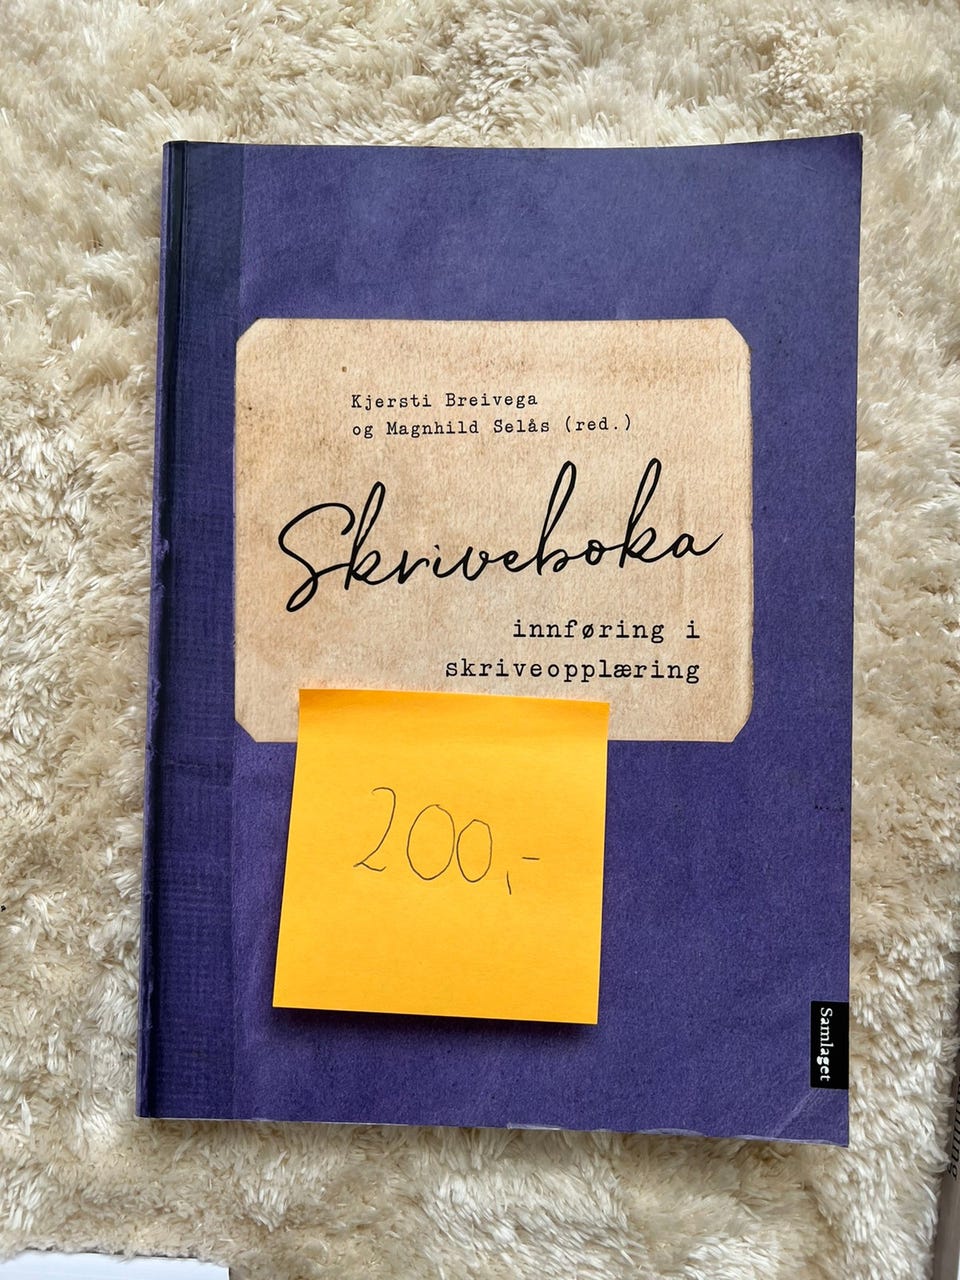 Kjersti Breivega
og Magnhild Selås (red.)
Skriveboka
innføring i
skriveopplæring
200,-
Samlaget